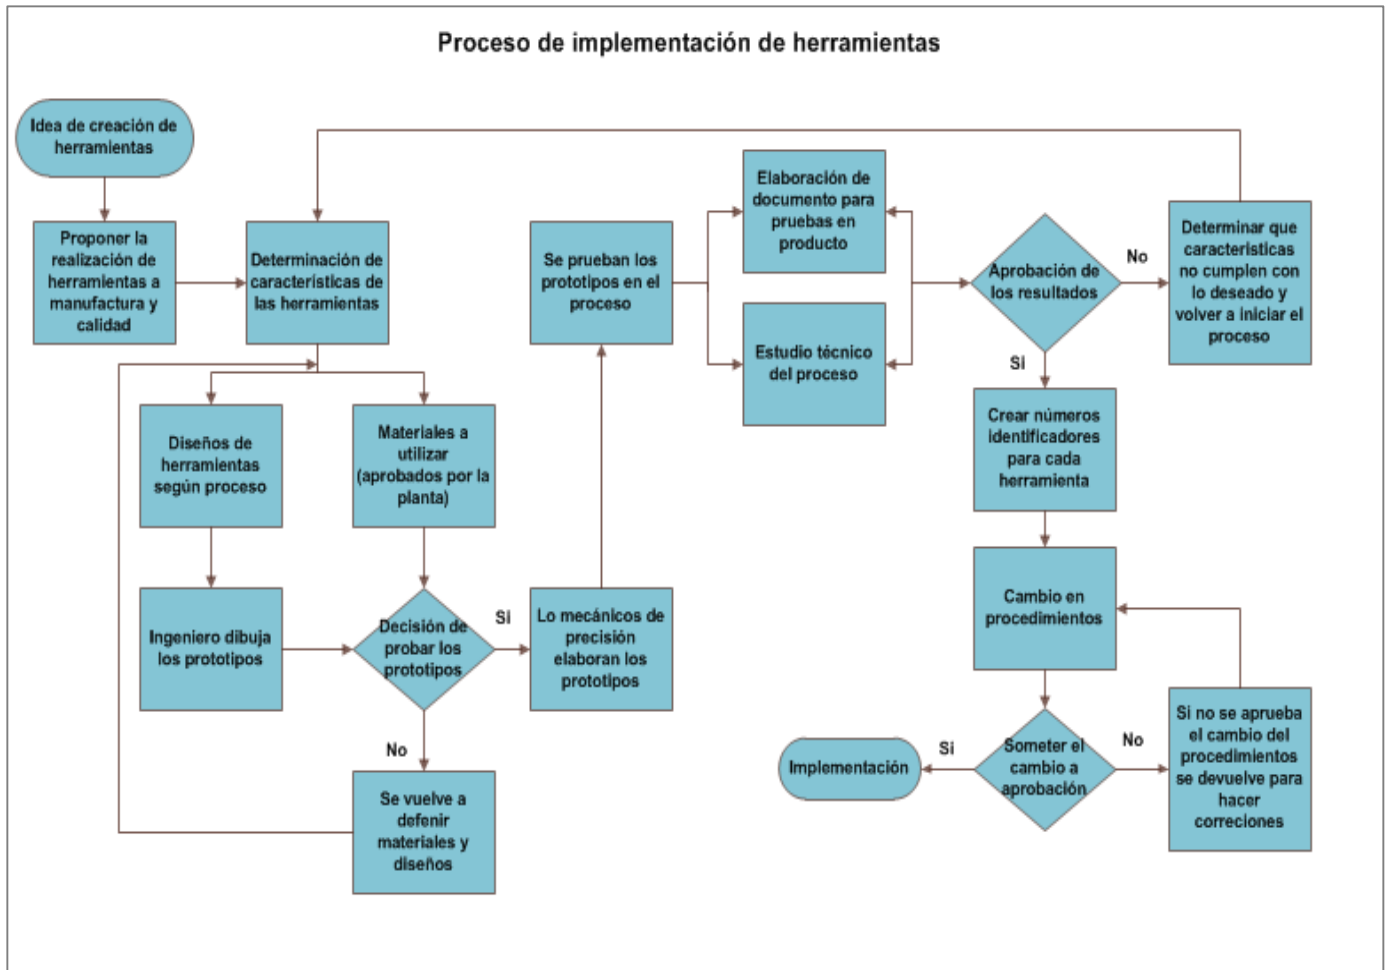 Proceso de implementación de herramientas
Idea de creación de
herramientas
Proponer la
realización de
herramientas a
manufactura y
calidad
Determinación de
características de
las herramientas
Diseños de
herramientas
según proceso
Materiales a
utilizar
(aprobados por la
planta)
Ingeniero dibuja
los prototipos
Decisión de
probar los
prototipos
Si
No
Se vuelve a
defenir
materiales y
diseños
Lo mecánicos de
precisión
elaboran los
prototipos
Se prueban los
prototipos en el
proceso
Elaboración de
documento para
pruebas en
producto
Estudio técnico
del proceso
Aprobación de
los resultados
No
Si
Determinar que
características
no cumplen con
lo deseado y
volver a iniciar el
proceso
Crear números
identificadores
para cada
herramienta
Cambio en
procedimientos
Someter el
cambio a
aprobación
Si
No
Implementación
Si no se aprueba
el cambio del
procedimientos
se devuelve para
hacer
correciones